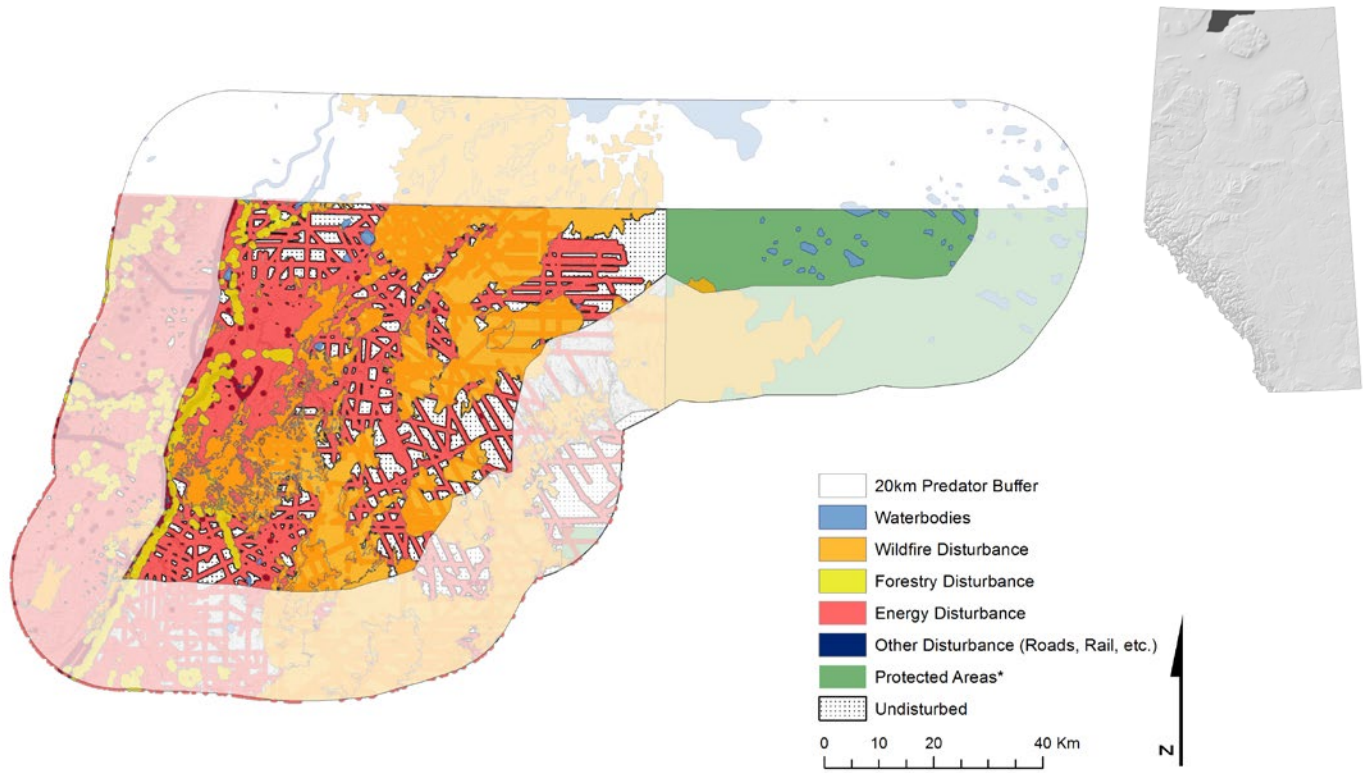 20km Predator Buffer
Waterbodies
Wildfire Disturbance
Forestry Disturbance
Energy Disturbance
Other Disturbance (Roads, Rail, etc.)
Protected Areas*
Undisturbed
0 10 20 40 Km
N